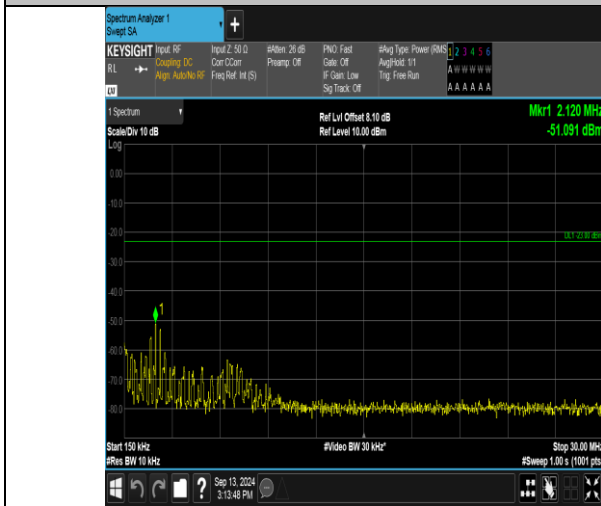 Spectrum Analyzer 1
Swept SA
+
KEYSIGHT Input: RF Input Z: 50 Ω #Atten: 26 dB PNO: Fast #Avg Type: Power (RMS 1 2 3 4 5 6
RL Coupling: DC Corr CCorr Preamp: Off Gate: Off Avg|Hold: 1/1 A W W W W W
Align: Auto/No RF Freq Ref: Int (S) IF Gain: Low Trig: Free Run
Sig Track: Off A A A A A A
LXI
1 Spectrum Ref Lvl Offset 8.10 dB Mkr1 2.120 MHz
Scale/Div 10 dB Ref Level 10.00 dBm -51.091 dBm
Log
0.00
-10.0
-20.0
DL1 -23.00 dBm
-30.0
-40.0
1
-50.0
-60.0
-70.0
-80.0
Start 150 kHz #Video BW 30 kHz* Stop 30.00 MHz
#Res BW 10 kHz #Sweep 1.00 s (1001 pts
? Sep 13, 2024
3:13:48 PM